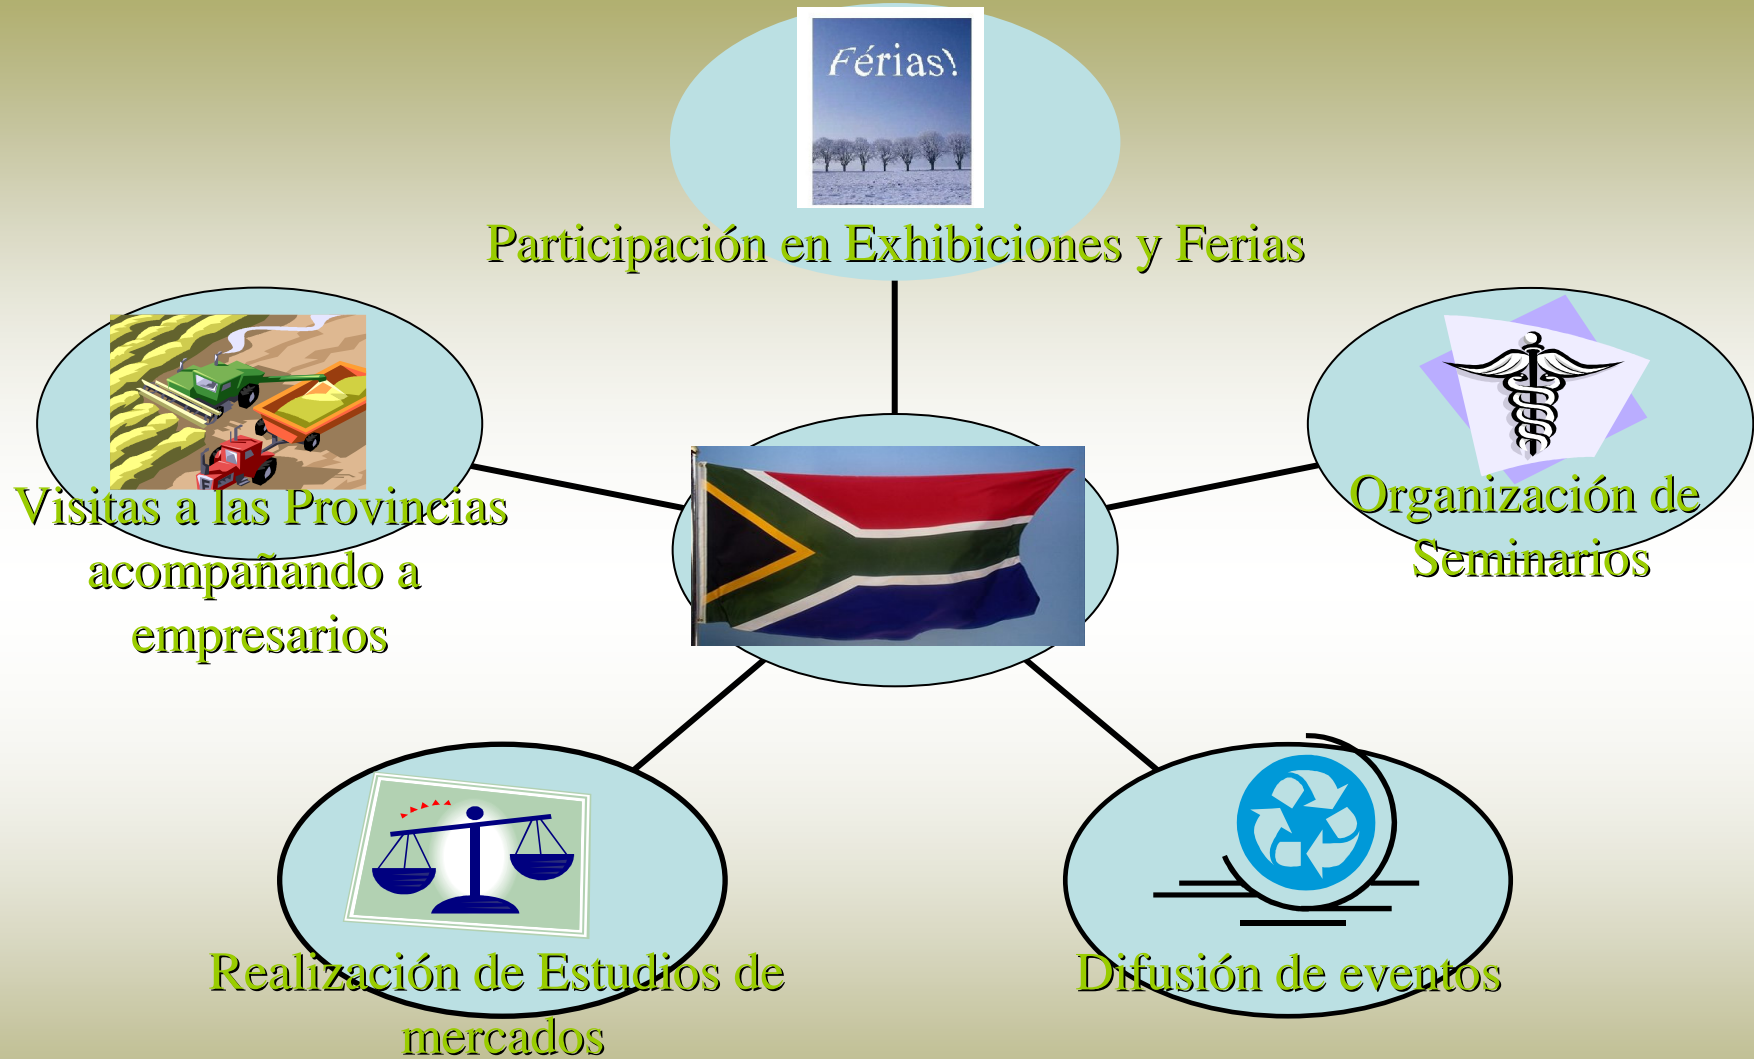 Férias!
Participación en Exhibiciones y Ferias
Visitas a las Provincias
acompañando a
empresarios
Organización de
Seminarios
Realización de Estudios de
mercados
Difusión de eventos